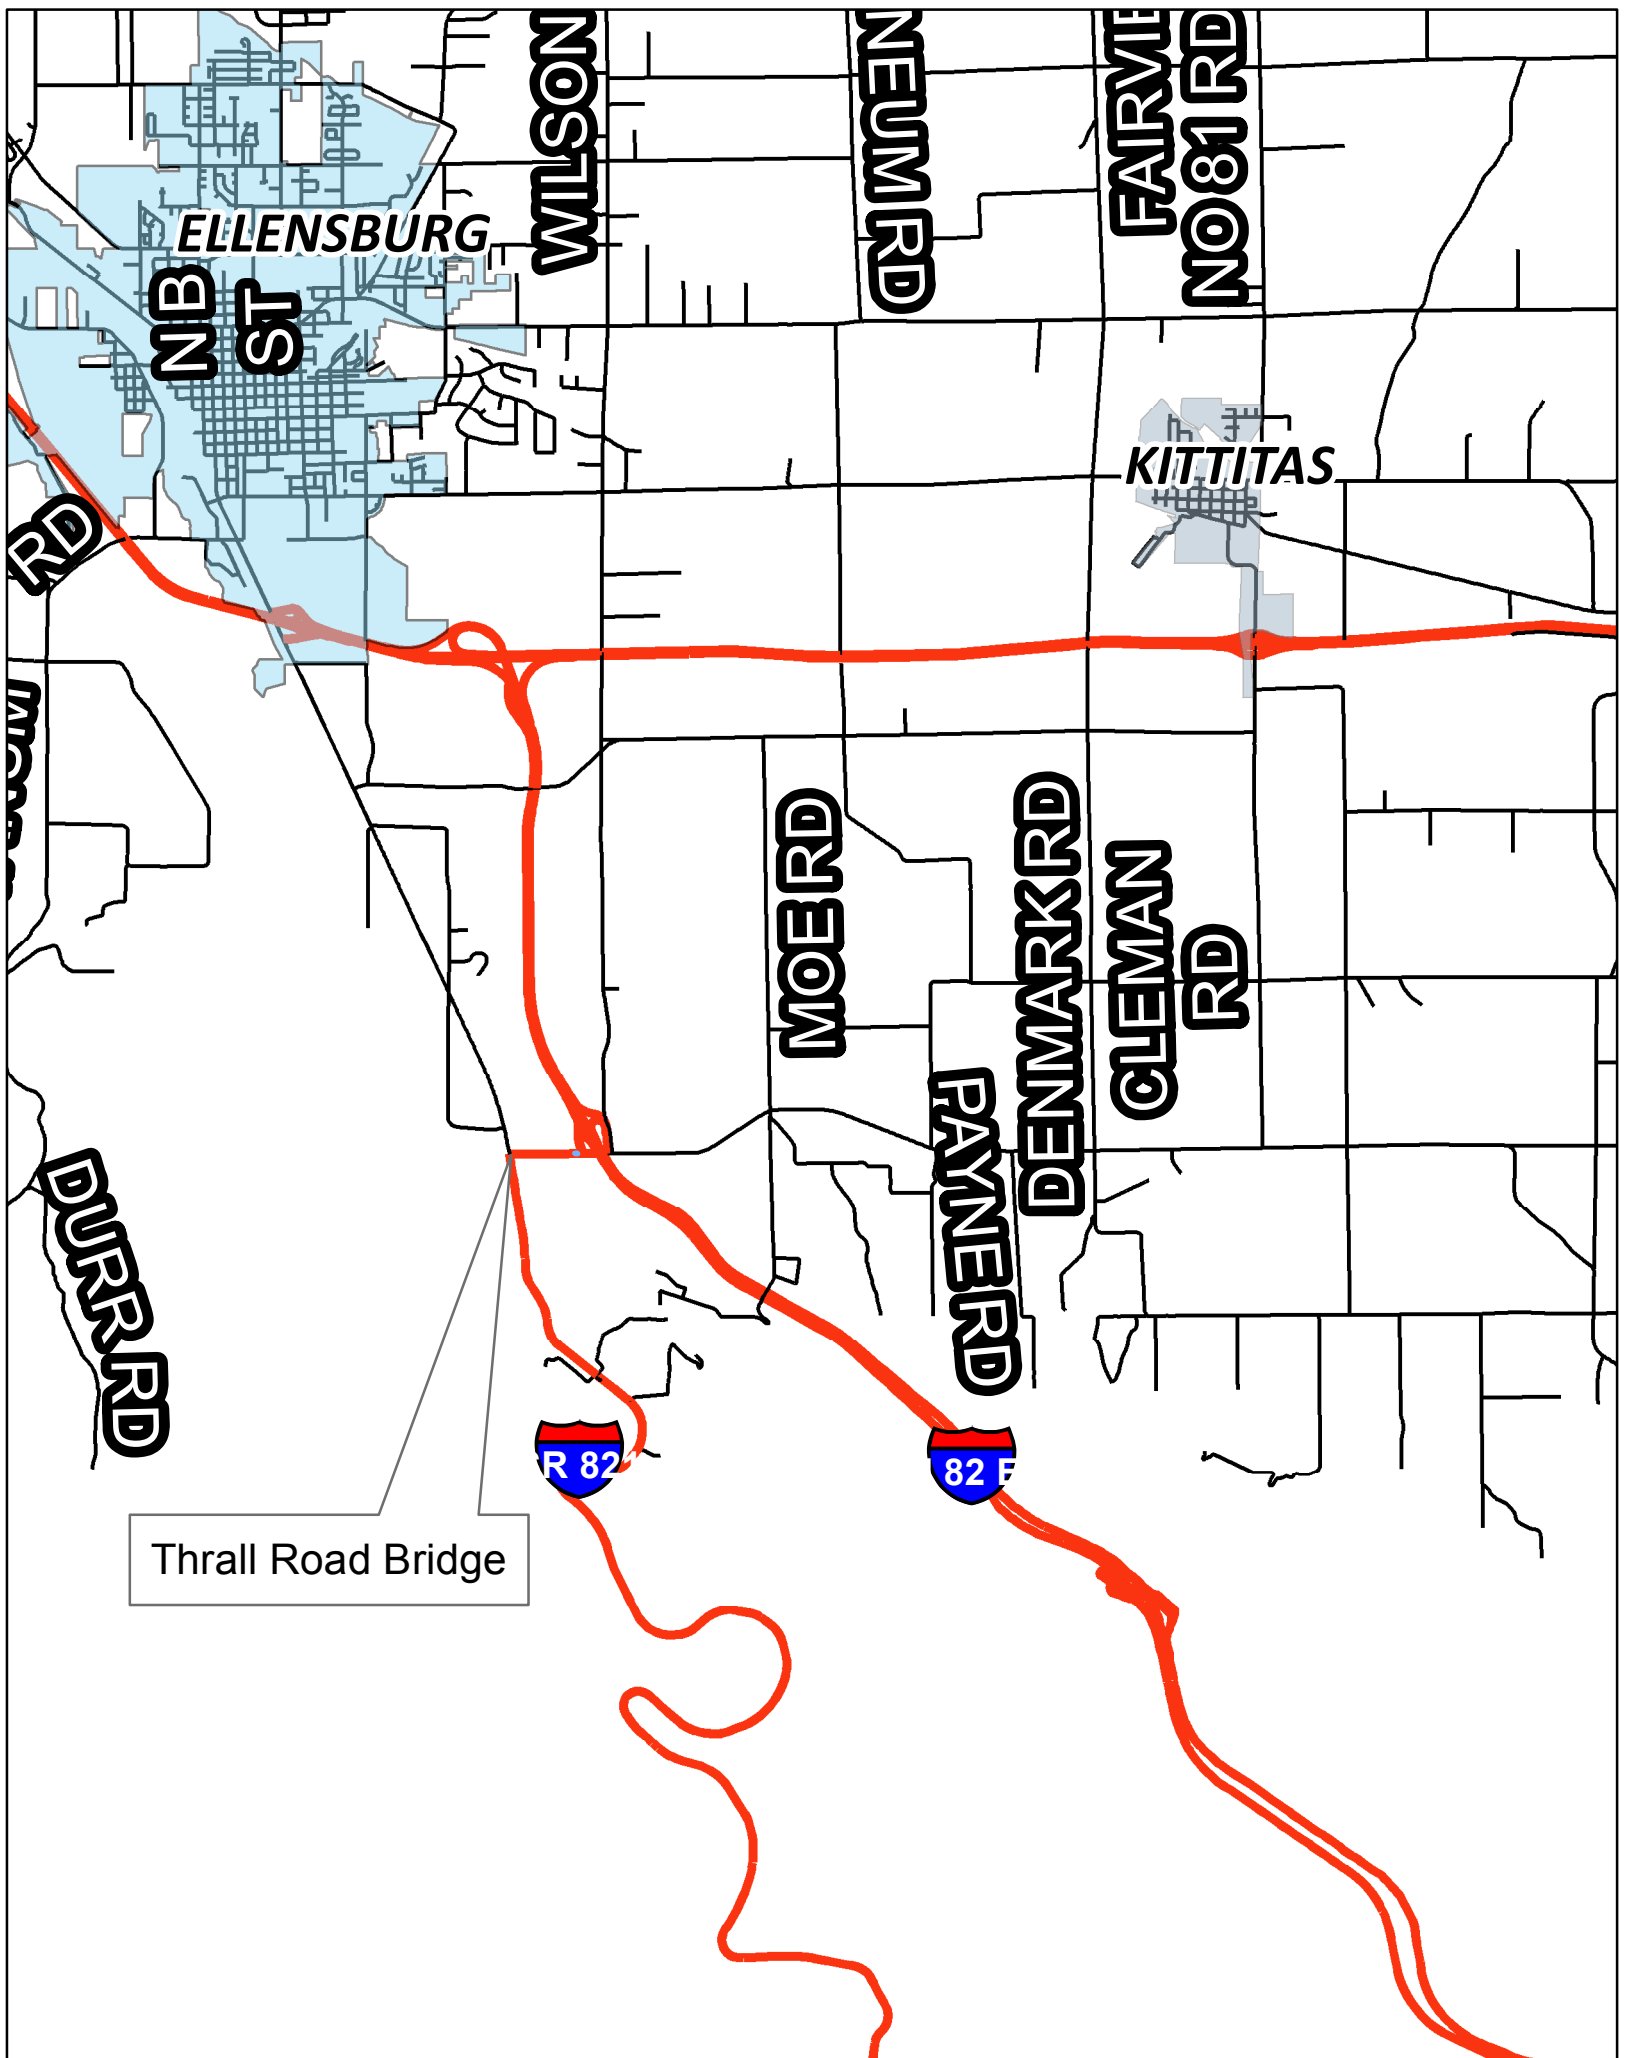 WILSON
NEUM RD
FARVIE
NO 81 RD
ELLENSBURG
N B
ST
KITTITAS
RD
MOE RD
DENMARK RD
CLEMAN
RD
PAYNE RD
DURR RD
R 821
82 E
Thrall Road Bridge